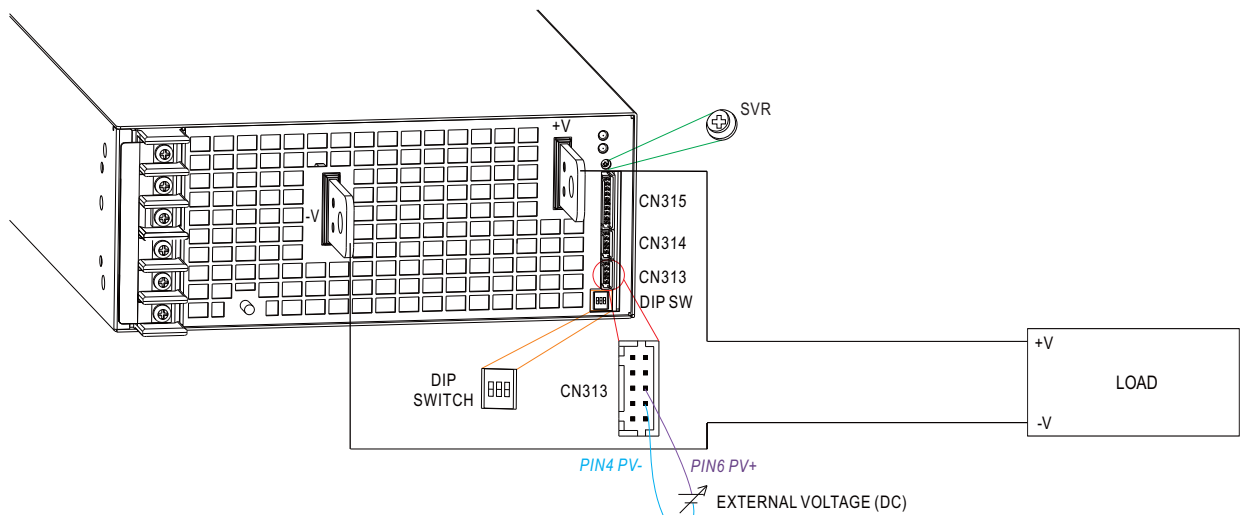 SVR
+V
-V
CN315
CN314
CN313
DIP SW
DIP
SWITCH
CN313
+V
LOAD
-V
PIN4 PV-
PIN6 PV+
EXTERNAL VOLTAGE (DC)